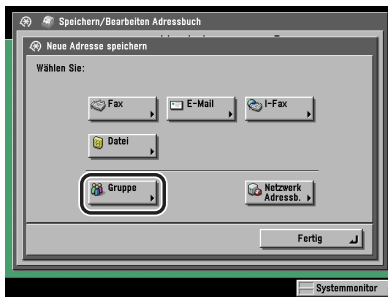 Speichern/Bearbeiten Adressbuch
Neue Adresse speichern
Wählen Sie:
Fax
E-Mail
I-Fax
Datei
Gruppe
Netzwerk
Adressb.
Fertig
Systemmonitor